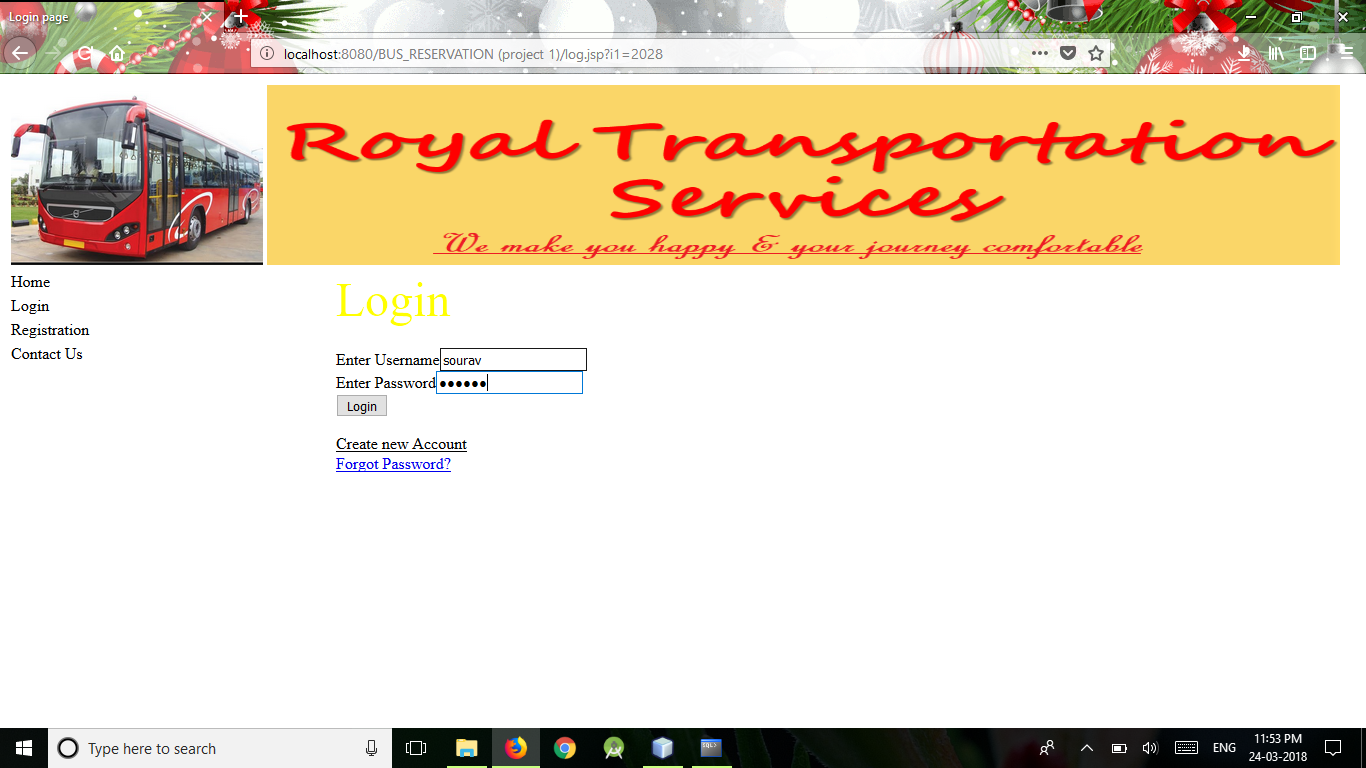 Login page
localhost:8080/BUS_RESERVATION (project 1)/log.jsp?i1=2028
Royal Transportation
Services
We make you happy & your journey comfortable
Home
Login
Registration
Contact Us
Login
Enter Username sourav
Enter Password ••••••
Login
Create new Account
Forgot Password?
Type here to search
SQL>
ENG
11:53 PM
24-03-2018